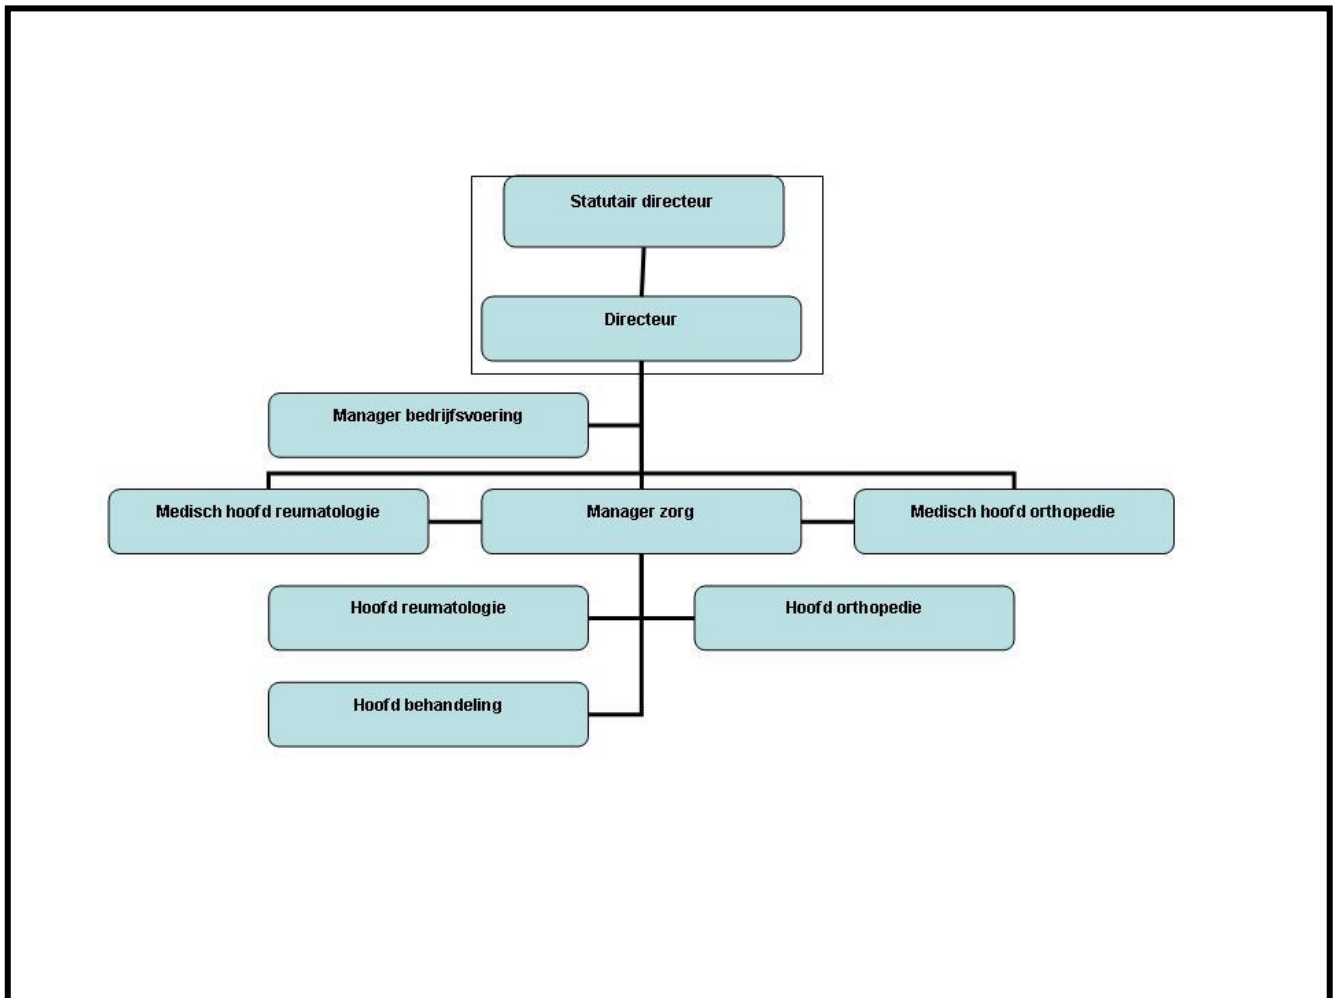 Statutair directeur
Directeur
Manager bedrijfsvoering
Medisch hoofd reumatologie
Manager zorg
Medisch hoofd orthopedie
Hoofd reumatologie
Hoofd orthopedie
Hoofd behandeling